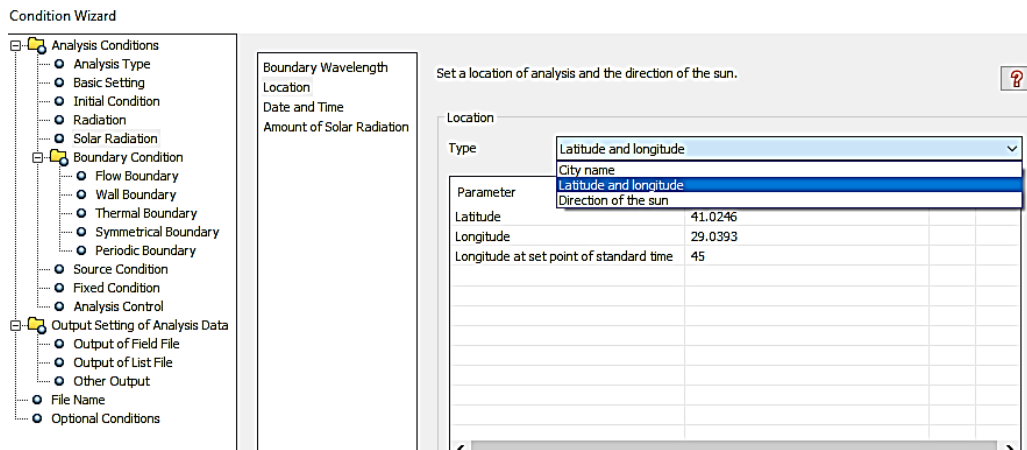 Condition Wizard
Analysis Conditions
Analysis Type
Basic Setting
Initial Condition
Radiation
Solar Radiation
Boundary Condition
Flow Boundary
Wall Boundary
Thermal Boundary
Symmetrical Boundary
Periodic Boundary
Source Condition
Fixed Condition
Analysis Control
Output Setting of Analysis Data
Output of Field File
Output of List File
Other Output
File Name
Optional Conditions
Boundary Wavelength
Location
Date and Time
Amount of Solar Radiation
Set a location of analysis and the direction of the sun.
?
Location
Type Latitude and longitude
City name
Latitude and longitude
Direction of the sun
Parameter
Latitude 41.0246
Longitude 29.0393
Longitude at set point of standard time 45